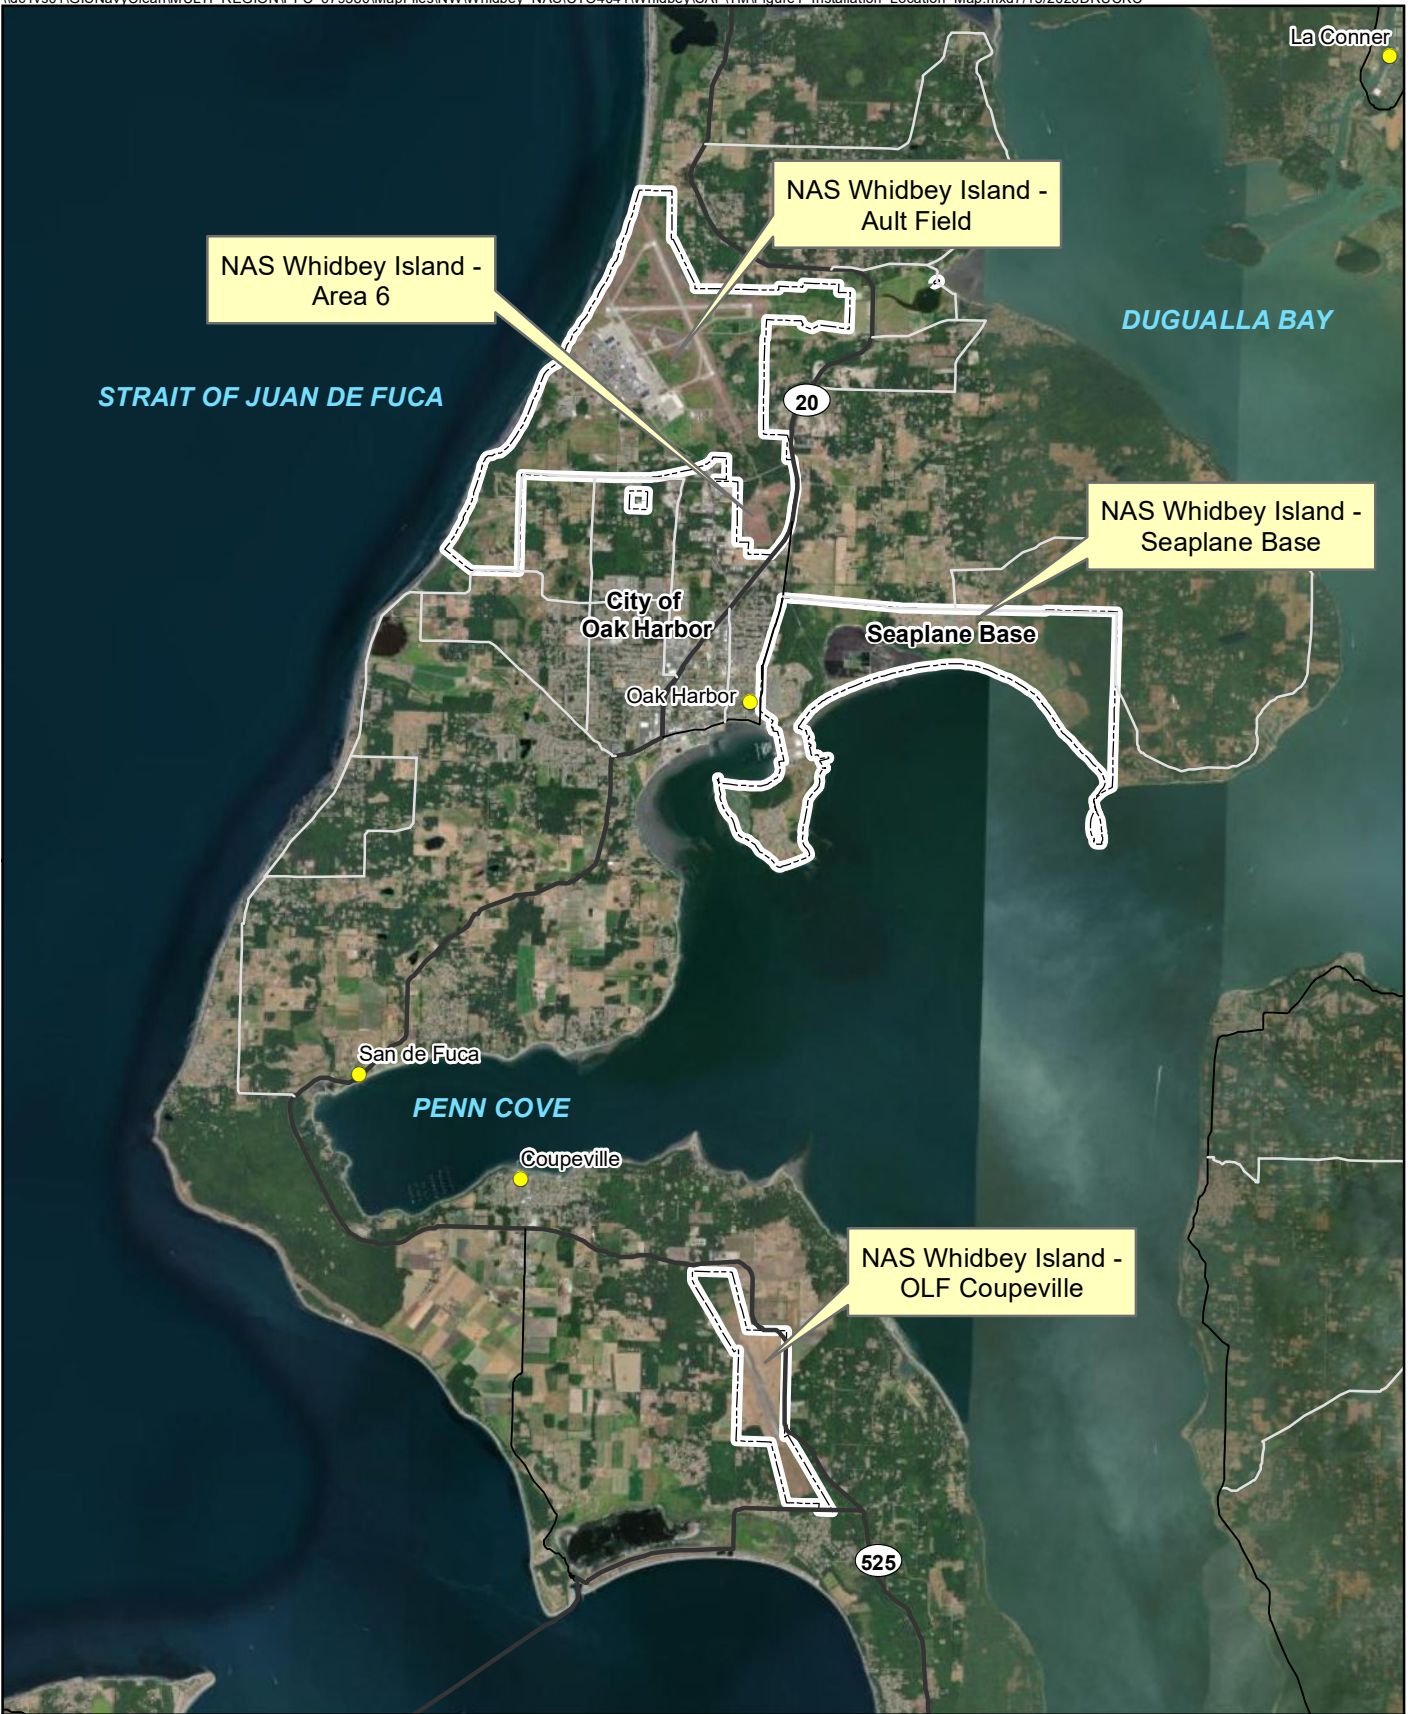 La Conner
NAS Whidbey Island -
Ault Field
NAS Whidbey Island -
Area 6
DUGUALLA BAY
STRAIT OF JUAN DE FUCA
20
NAS Whidbey Island -
Seaplane Base
City of
Oak Harbor
Seaplane Base
Oak Harbor
San de Fuca
PENN COVE
Coupeville
NAS Whidbey Island -
OLF Coupeville
525